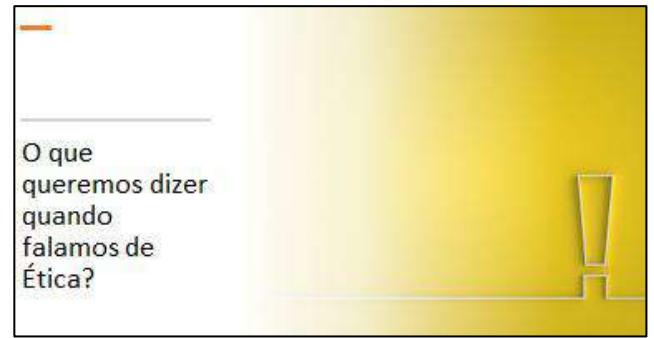 O que
queremos dizer
quando
falamos de
Ética?